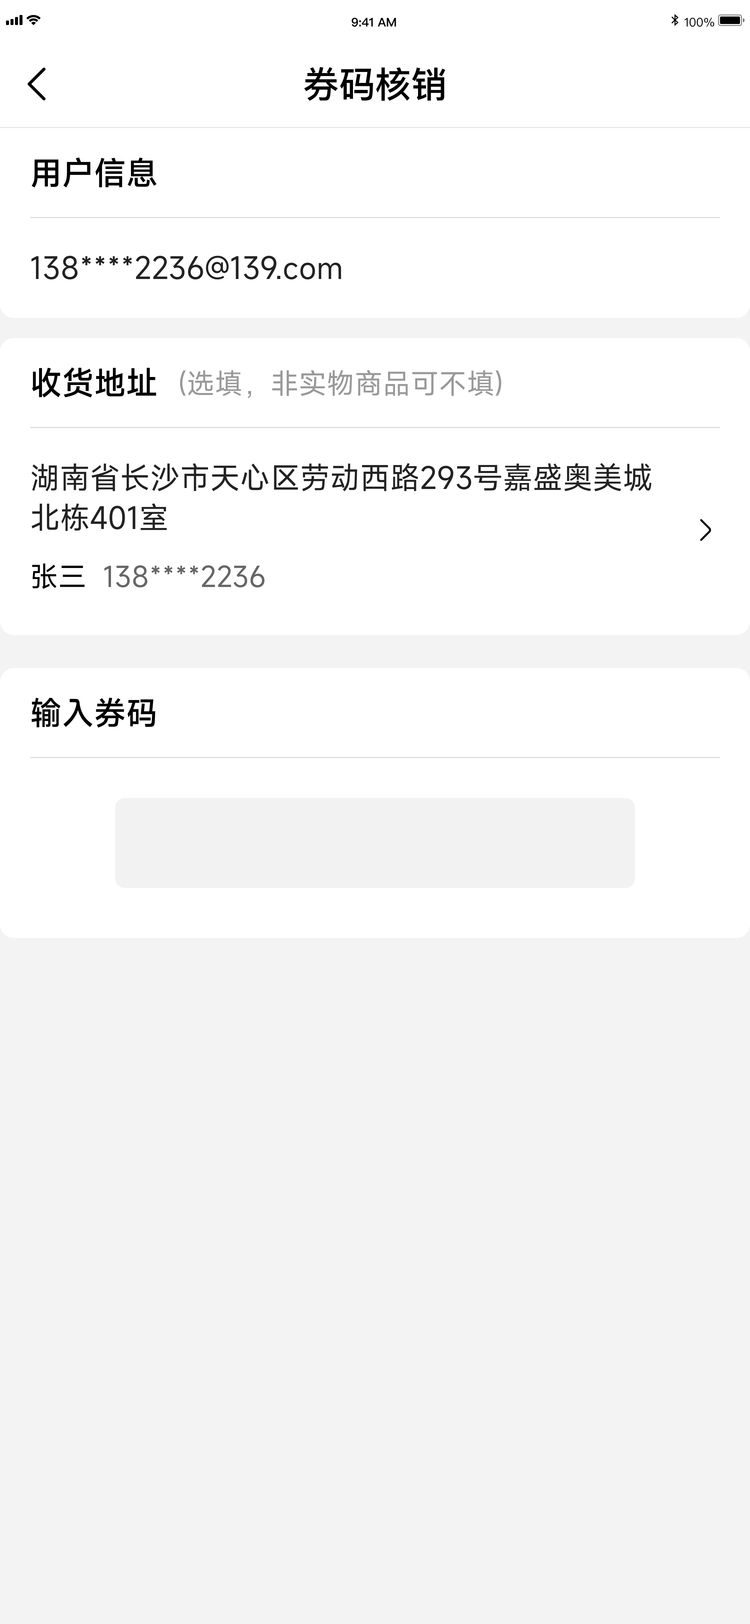 9:41 AM
100%
券码核销
用户信息
138****2236@139.com
收货地址 (选填，非实物商品可不填)
湖南省长沙市天心区劳动西路293号嘉盛奥美城
北栋401室
张三 138****2236
输入券码